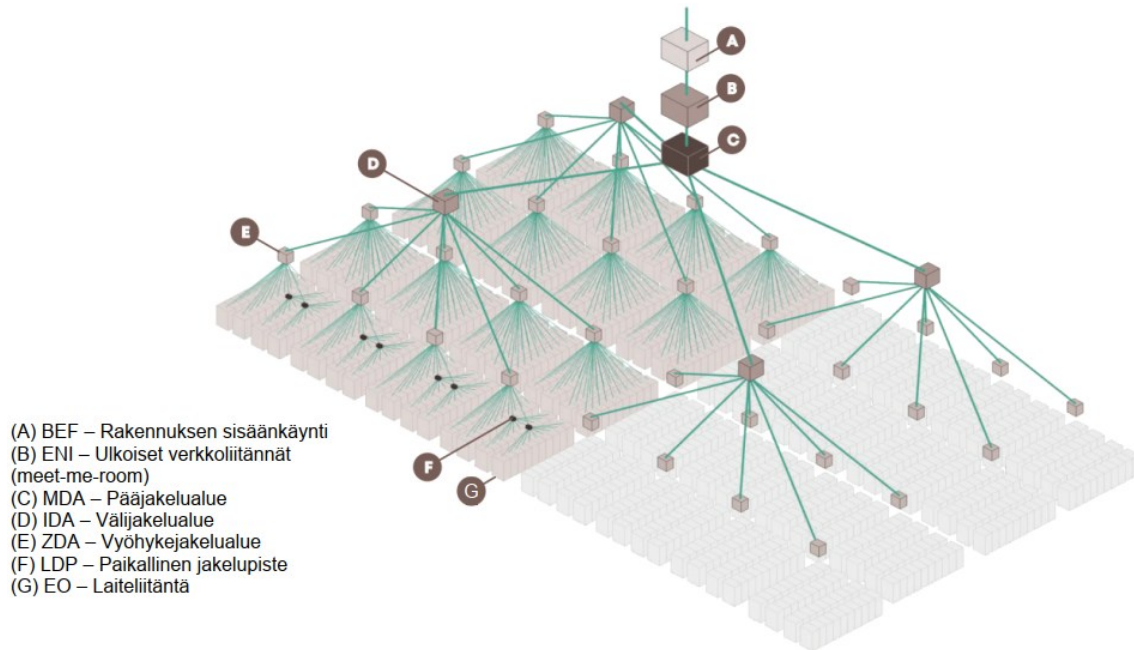 A
B
C
D
E
F
G
(A) BEF – Rakennuksen sisäänkäynti
(B) ENI – Ulkoiset verkkoliitännät
(meet-me-room)
(C) MDA – Pääjakelualue
(D) IDA – Välijakelualue
(E) ZDA – Vyöhykejakelualue
(F) LDP – Paikallinen jakelupiste
(G) EO – Laiteliitäntä